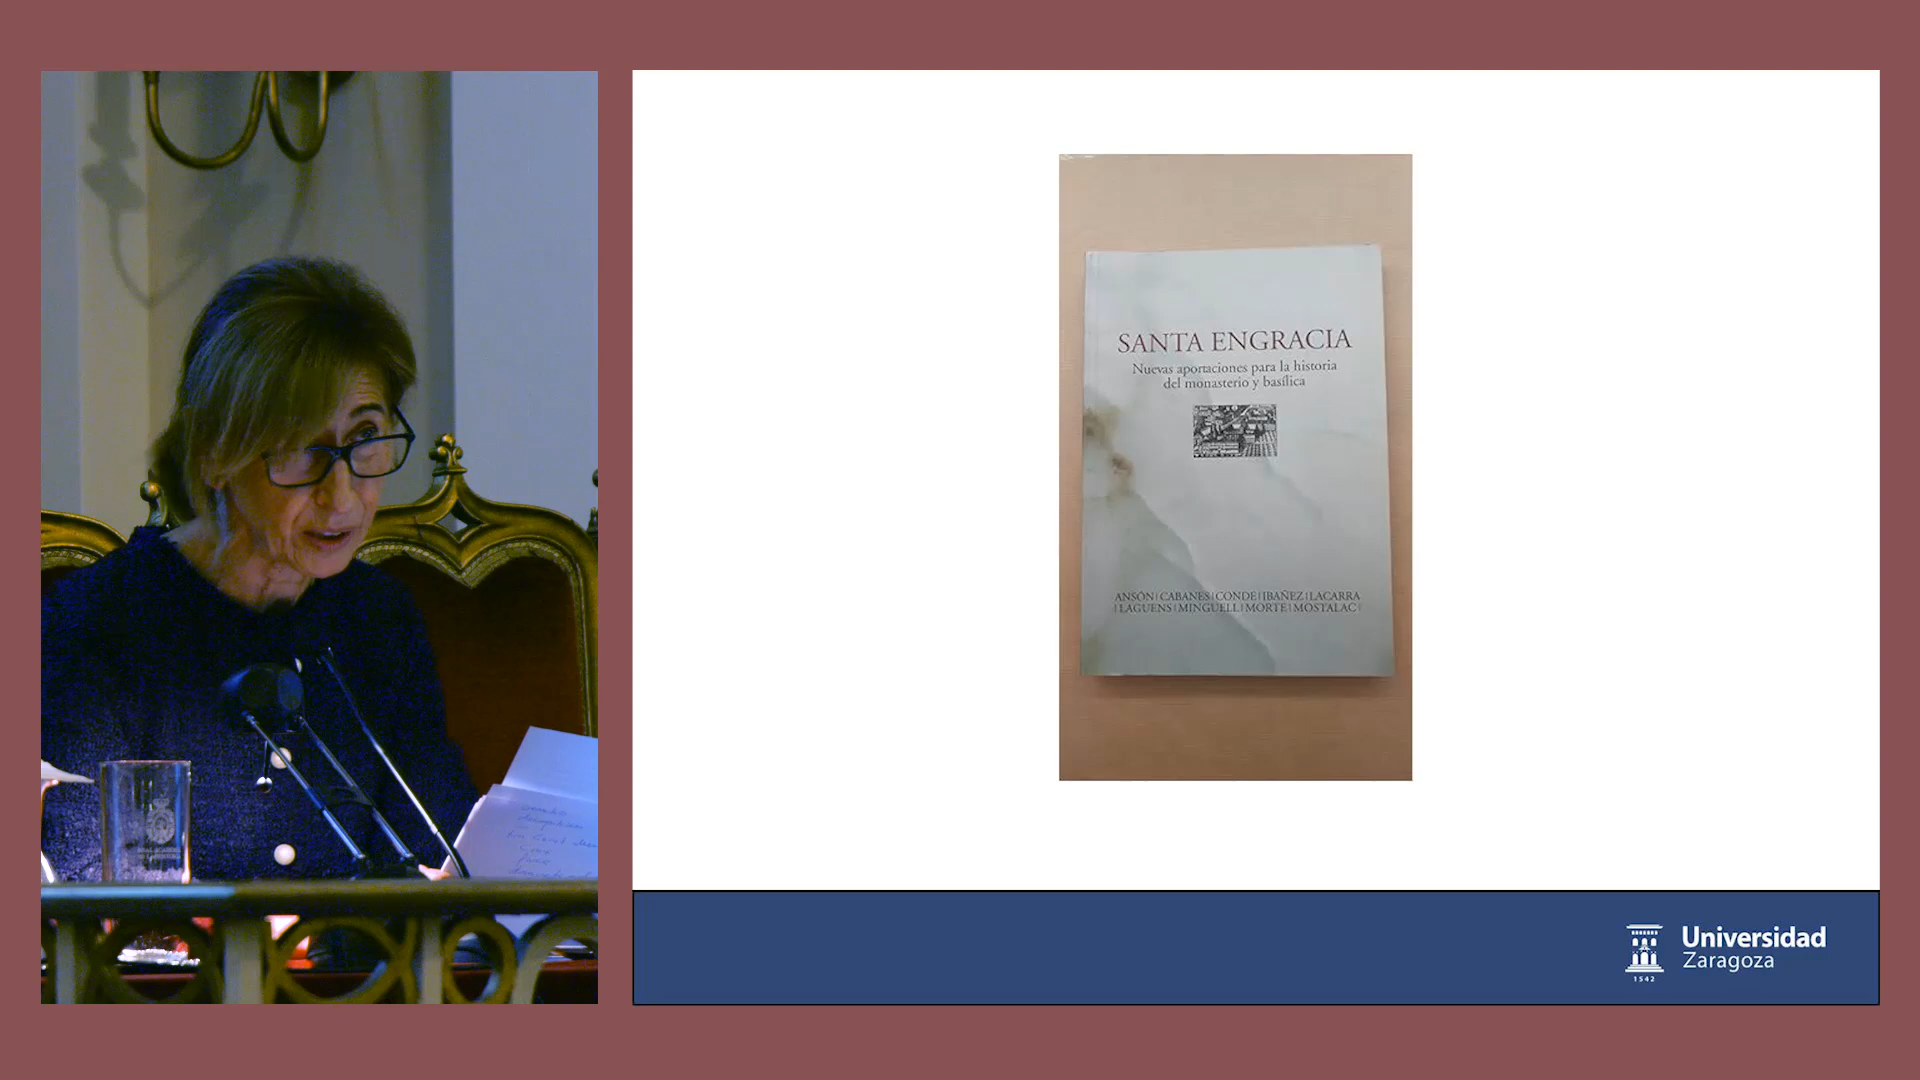 SANTA ENGRACIA
Nuevas aportaciones para la historia
del monasterio y basílica
ANSÓN | CABANES | CONDE | IBAÑEZ | LACARRA
| LAGUENS | MINGUELL | MORTE | MOSTALAC |
Universidad
Zaragoza
1542